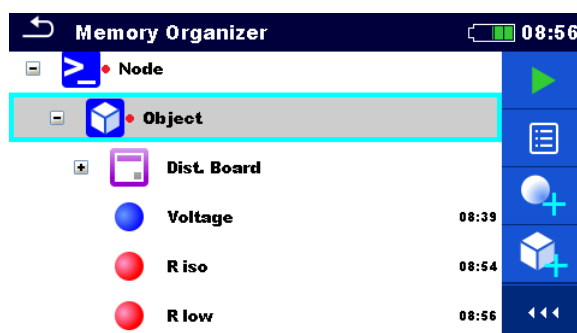 Memory Organizer 08:56
Node
Object
Dist. Board
Voltage 08:39
R iso 08:54
R low 08:56